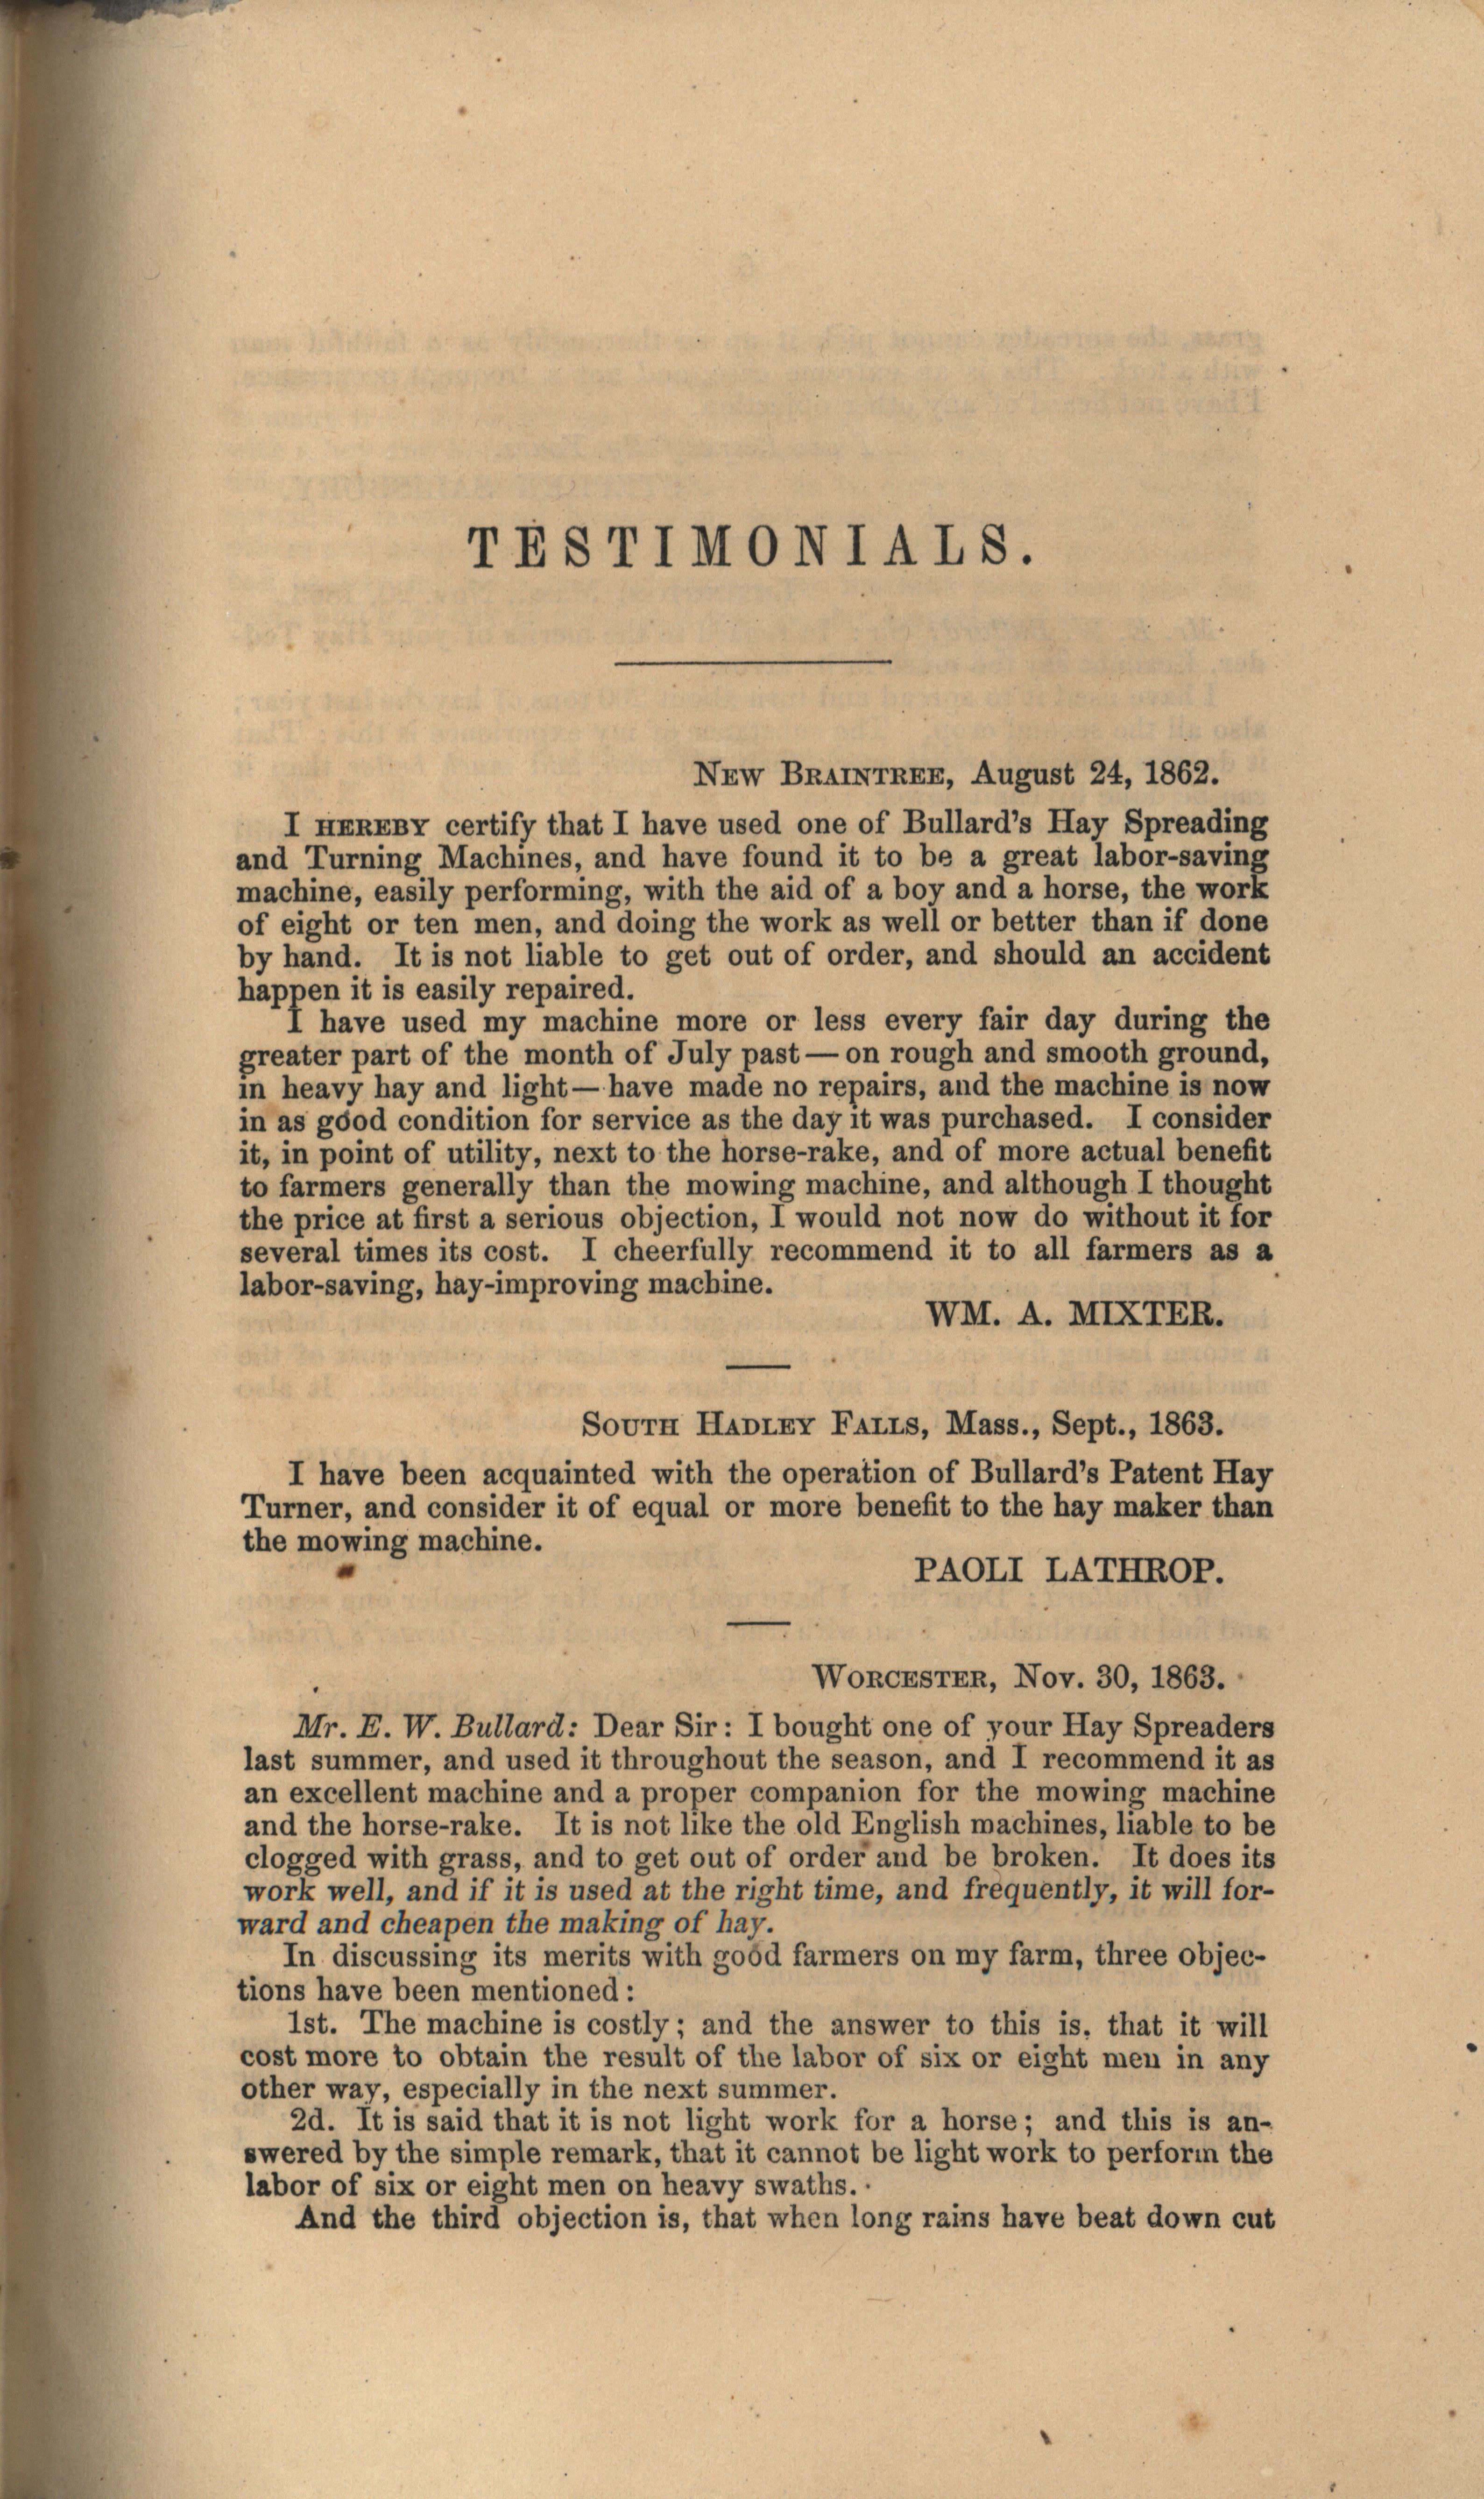 TESTIMONIALS.
NEW BRAINTREE, August 24, 1862.
I HEREBY certify that I have used one of Bullard's Hay Spreading
and Turning Machines, and have found it to be a great labor-saving
machine, easily performing, with the aid of a boy and a horse, the work
of eight or ten men, and doing the work as well or better than if done
by hand. It is not liable to get out of order, and should an accident
happen it is easily repaired.
I have used my machine more or less every fair day during the
greater part of the month of July past—on rough and smooth ground,
in heavy hay and light—have made no repairs, and the machine is now
in as good condition for service as the day it was purchased. I consider
it, in point of utility, next to the horse-rake, and of more actual benefit
to farmers generally than the mowing machine, and although I thought
the price at first a serious objection, I would not now do without it for
several times its cost. I cheerfully recommend it to all farmers as a
labor-saving, hay-improving machine.
WM. A. MIXTER.
SOUTH HADLEY FALLS, Mass., Sept., 1863.
I have been acquainted with the operation of Bullard's Patent Hay
Turner, and consider it of equal or more benefit to the hay maker than
the mowing machine.
PAOLI LATHROP.
WORCESTER, Nov. 30, 1863.
Mr. E. W. Bullard: Dear Sir: I bought one of your Hay Spreaders
last summer, and used it throughout the season, and I recommend it as
an excellent machine and a proper companion for the mowing machine
and the horse-rake. It is not like the old English machines, liable to be
clogged with grass, and to get out of order and be broken. It does its
work well, and if it is used at the right time, and frequently, it will for-
ward and cheapen the making of hay.
In discussing its merits with good farmers on my farm, three objec-
tions have been mentioned:
1st. The machine is costly; and the answer to this is, that it will
cost more to obtain the result of the labor of six or eight men in any
other way, especially in the next summer.
2d. It is said that it is not light work for a horse; and this is an-
swered by the simple remark, that it cannot be light work to perform the
labor of six or eight men on heavy swaths.
And the third objection is, that when long rains have beat down cut